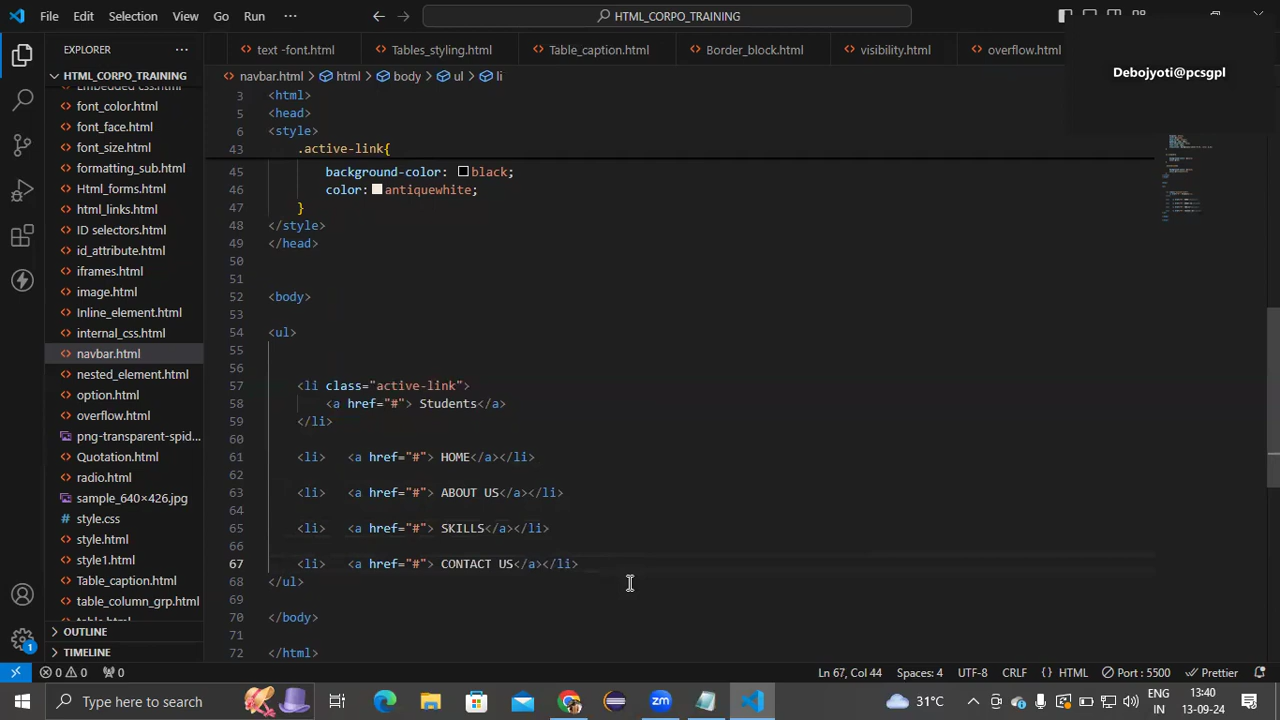 File Edit Selection View Go Run ···
HTML_CORPO_TRAINING
EXPLORER ···
text -font.html
Tables_styling.html
Table_caption.html
Border_block.html
visibility.html
overflow.html
Debojyoti@pcsgpl
HTML_CORPO_TRAINING
Embedded css.html
font_color.html
font_face.html
font_size.html
formatting_sub.html
Html_forms.html
html_links.html
ID selectors.html
id_attribute.html
iframes.html
image.html
Inline_element.html
internal_css.html
navbar.html
nested_element.html
option.html
overflow.html
png-transparent-spid...
Quotation.html
radio.html
sample_640×426.jpg
style.css
style.html
style1.html
Table_caption.html
table_column_grp.html
table.html
OUTLINE
TIMELINE
navbar.html > html > body > ul > li
3 <html>
5 <head>
6 <style>
43 .active-link{
45 background-color: black;
46 color: antiquewhite;
47 }
48 </style>
49 </head>
50
51
52 <body>
53
54 <ul>
55
56
57 <li class="active-link">
58 <a href="#"> Students</a>
59 </li>
60
61 <li> <a href="#"> HOME</a></li>
62
63 <li> <a href="#"> ABOUT US</a></li>
64
65 <li> <a href="#"> SKILLS</a></li>
66
67 <li> <a href="#"> CONTACT US</a></li>
68 </ul>
69
70 </body>
71
72 </html>
1
0 0 0 Ln 67, Col 44 Spaces: 4 UTF-8 CRLF { } HTML Port : 5500 Prettier
Type here to search
zm
31°C
ENG
IN
13:40
13-09-24